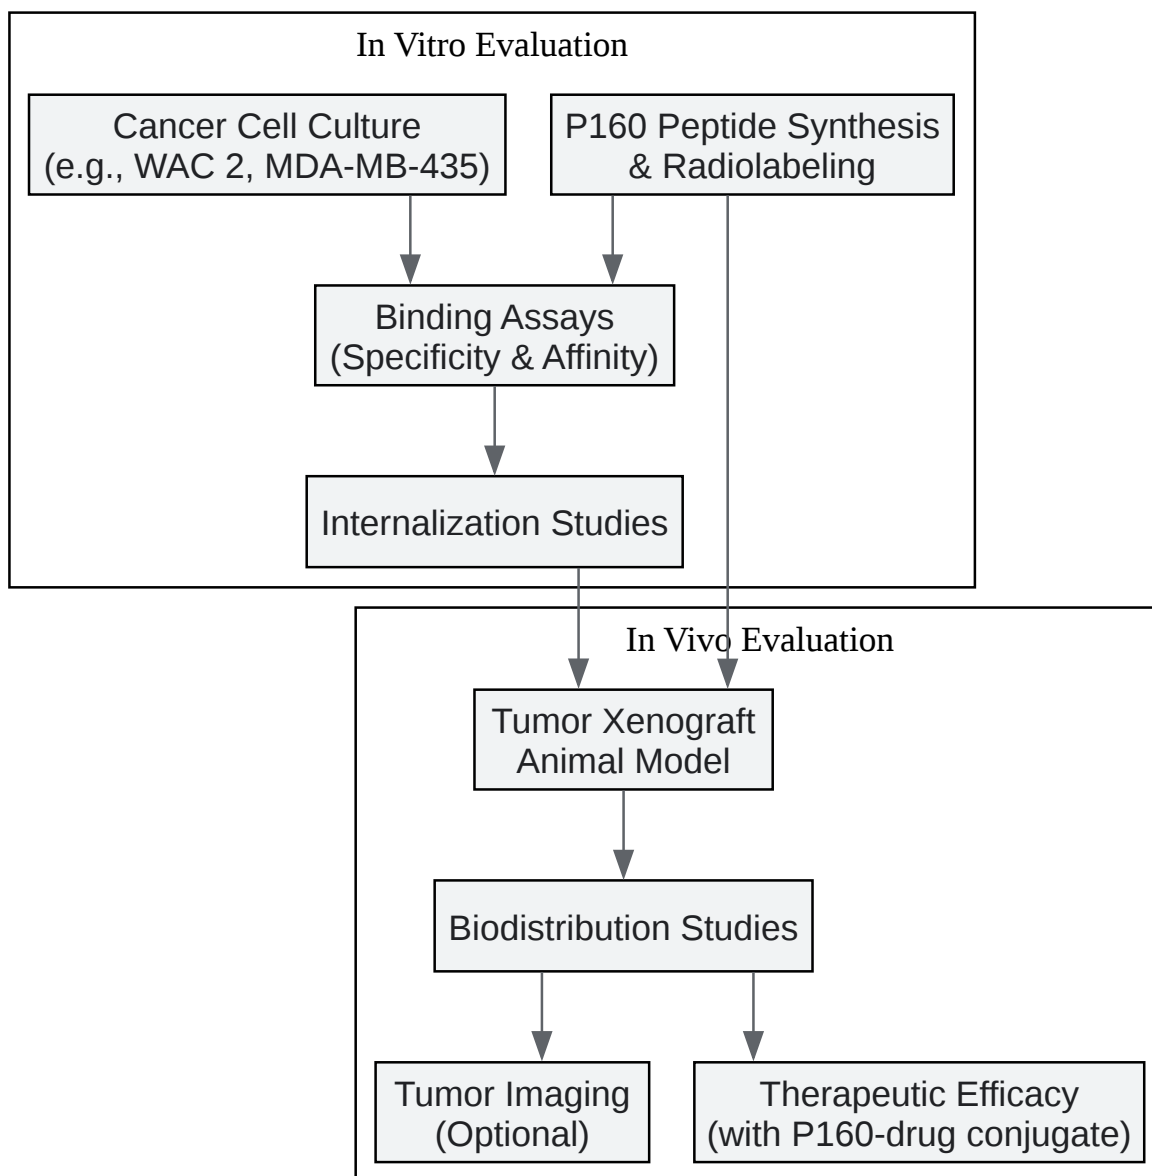 In Vitro Evaluation
Cancer Cell Culture
(e.g., WAC 2, MDA-MB-435)
P160 Peptide Synthesis
& Radiolabeling
Binding Assays
(Specificity & Affinity)
Internalization Studies
In Vivo Evaluation
Tumor Xenograft
Animal Model
Biodistribution Studies
Tumor Imaging
(Optional)
Therapeutic Efficacy
(with P160-drug conjugate)